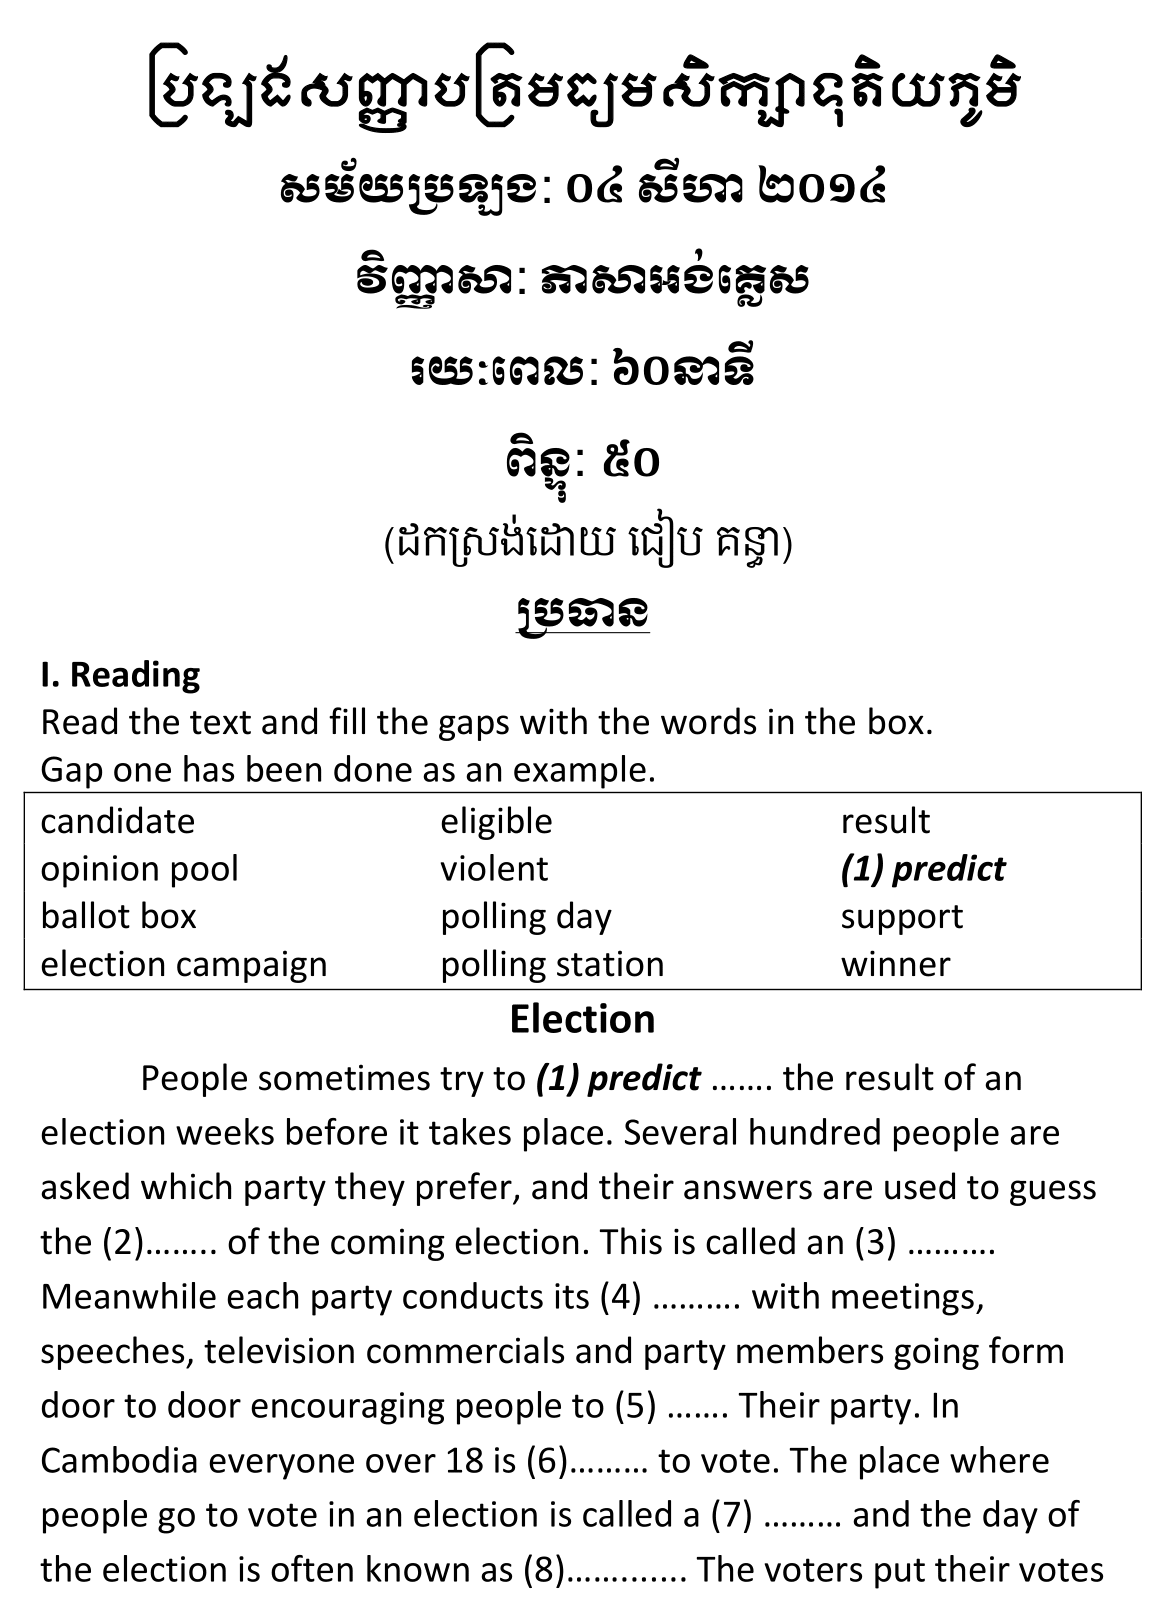 ប្រឡងសញ្ញាបត្រមធ្យមសិក្សាទុតិយភូមិ
សម័យប្រឡង: ០៤ សីហា ២០១៤
វិញ្ញាសា: ភាសាអង់គ្លេស
រយៈពេល: ៦០នាទី
ពិន្ទុ: ៥០
(ដកស្រង់ដោយ ជៀប គន្ធា)
ប្រធាន
I. Reading
Read the text and fill the gaps with the words in the box.
Gap one has been done as an example.
candidate eligible result
opinion pool violent (1) predict
ballot box polling day support
election campaign polling station winner
Election
People sometimes try to (1) predict ……. the result of an
election weeks before it takes place. Several hundred people are
asked which party they prefer, and their answers are used to guess
the (2)…….. of the coming election. This is called an (3) ……….
Meanwhile each party conducts its (4) ………. with meetings,
speeches, television commercials and party members going form
door to door encouraging people to (5) ……. Their party. In
Cambodia everyone over 18 is (6)……… to vote. The place where
people go to vote in an election is called a (7) ……… and the day of
the election is often known as (8)…….….... The voters put their votes